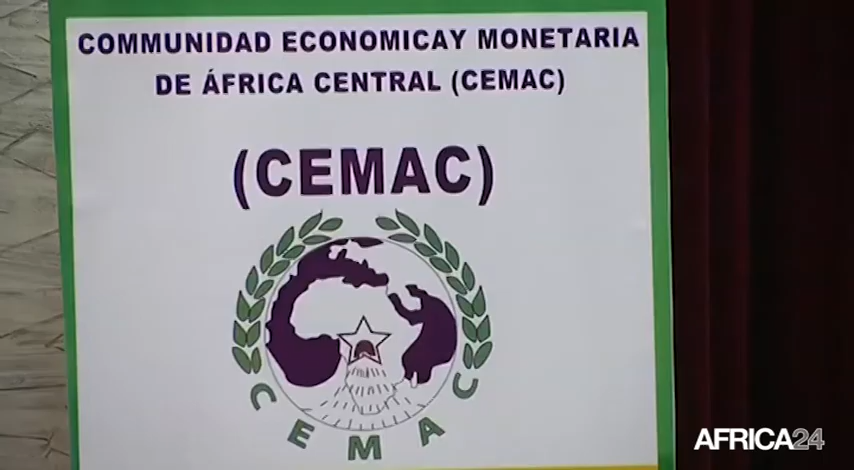 COMMUNIDAD ECONOMICAY MONETARIA
DE ÁFRICA CENTRAL (CEMAC)
(CEMAC)
CEMAC
AFRICA24